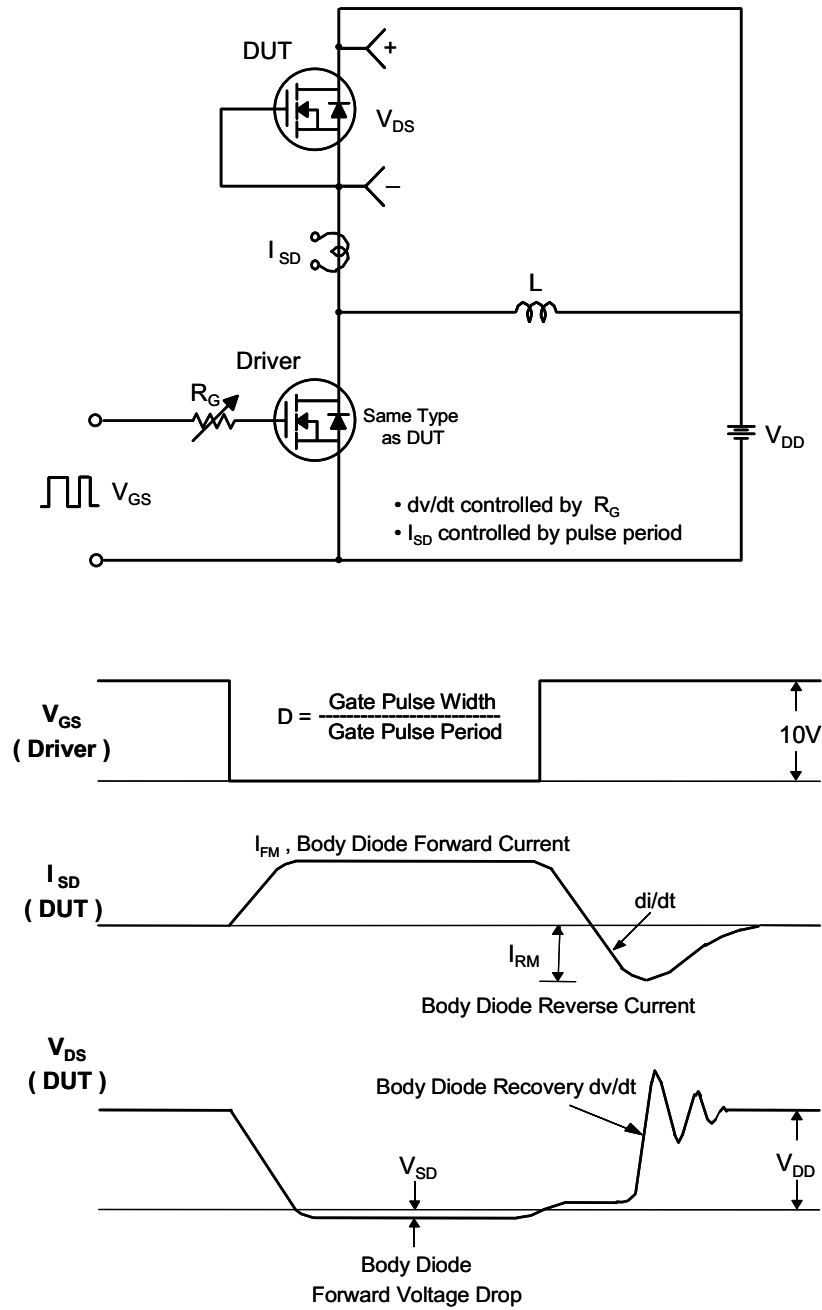 DUT
+
V_DS
–
I_SD
L
Driver
R_G
Same Type
as DUT
V_DD
V_GS
• dv/dt controlled by R_G
• I_SD controlled by pulse period
V_GS
( Driver )
D = Gate Pulse Width
Gate Pulse Period
10V
I_FM , Body Diode Forward Current
I_SD
( DUT )
di/dt
I_RM
Body Diode Reverse Current
V_DS
( DUT )
Body Diode Recovery dv/dt
V_SD
V_DD
Body Diode
Forward Voltage Drop